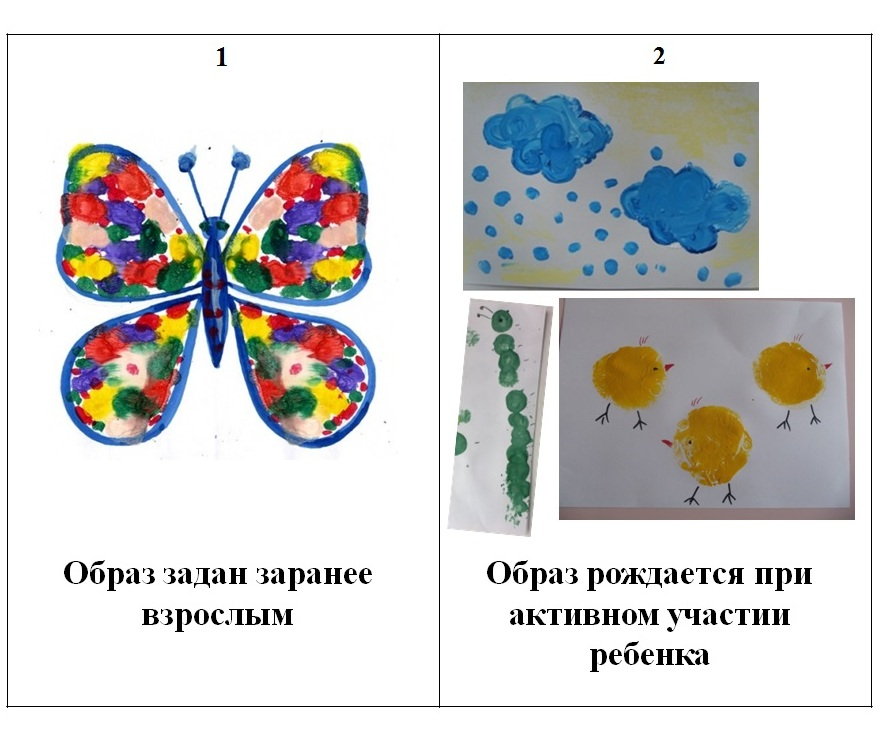 1
2
Образ задан заранее
взрослым
Образ рождается при
активном участии
ребенка